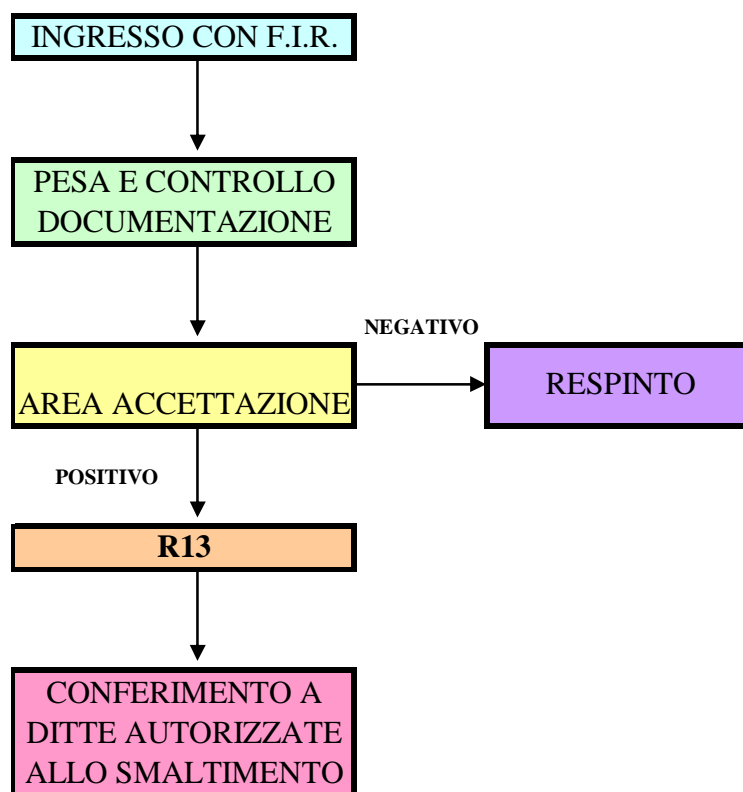 INGRESSO CON F.I.R.
PESA E CONTROLLO
DOCUMENTAZIONE
NEGATIVO
AREA ACCETTAZIONE
RESPINTO
POSITIVO
R13
CONFERIMENTO A
DITTE AUTORIZZATE
ALLO SMALTIMENTO